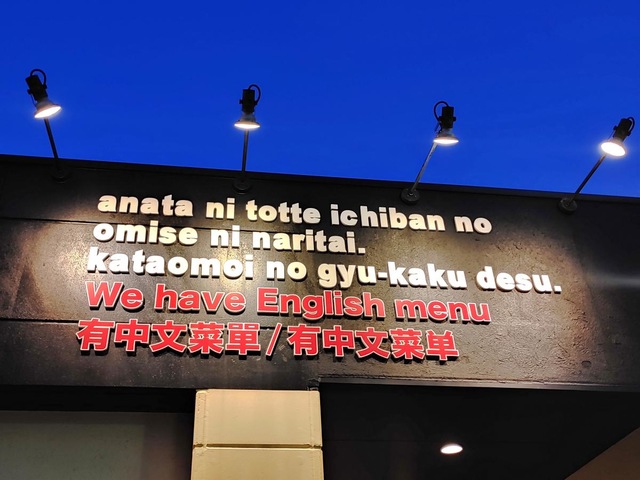 anata ni totte ichiban no
omise ni naritai.
kataomoi no gyu-kaku desu.
We have English menu
有中文菜單/有中文菜单